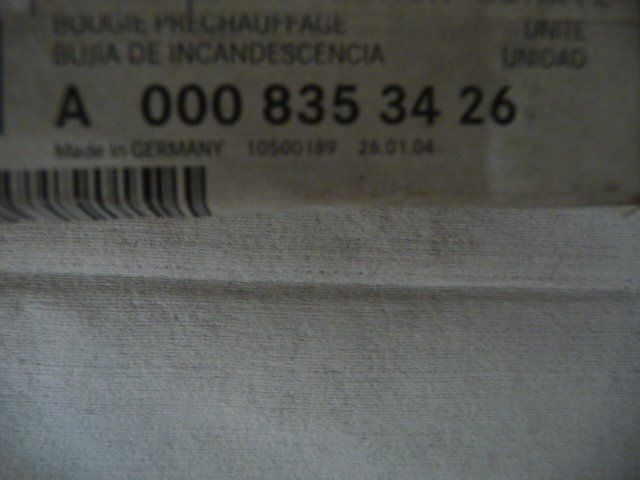 BOUGIE PRECHAUFFAGE UNITE
BUJIA DE INCANDESCENCIA UNIDAD
A 000 835 34 26
Made in GERMANY 10500189 26.01.04